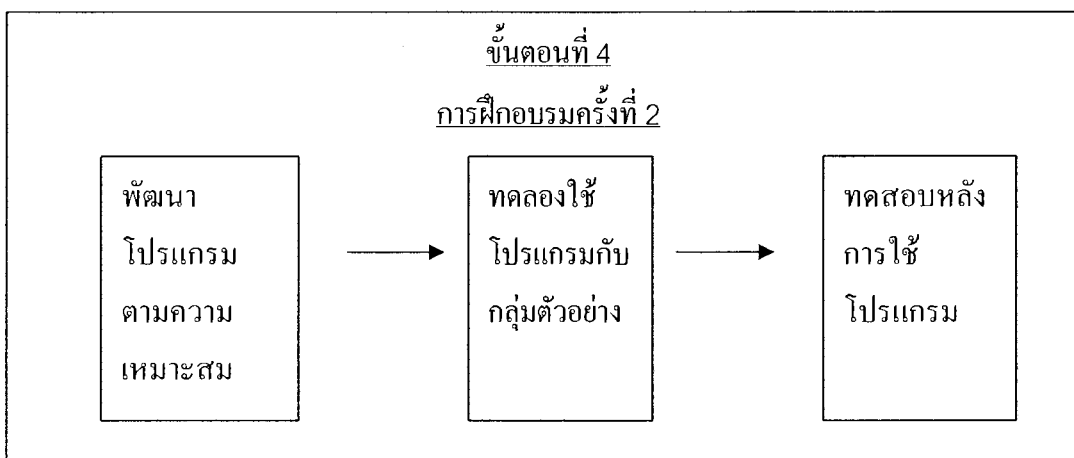 ขั้นตอนที่ 4
การฝึกอบรมครั้งที่ 2
พัฒนา
โปรแกรม
ตามความ
เหมาะสม
ทดลองใช้
โปรแกรมกับ
กลุ่มตัวอย่าง
ทดสอบหลัง
การใช้
โปรแกรม